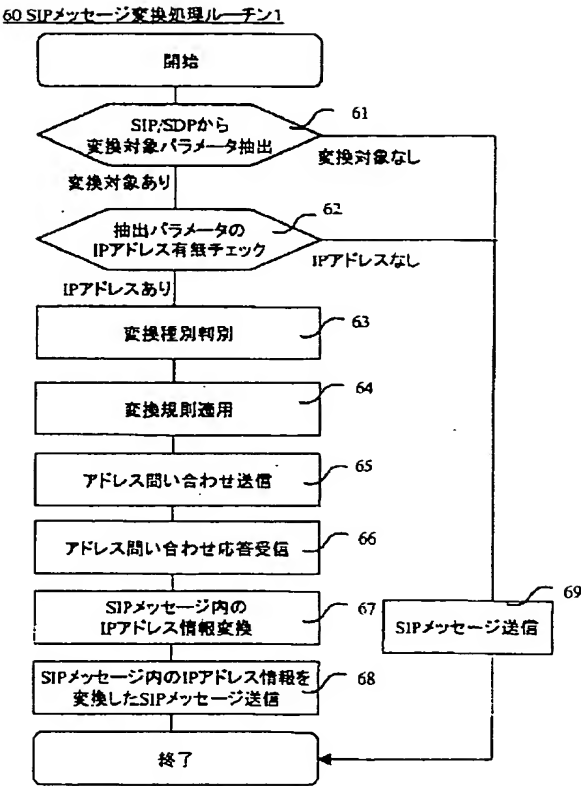 60 SIPメッセージ変換処理ルーチン1
開始
61
SIP/SDPから
変換対象パラメータ抽出
変換対象なし
変換対象あり
62
抽出パラメータの
IPアドレス有無チェック
IPアドレスなし
IPアドレスあり
63
変換種別判別
64
変換規則適用
65
アドレス問い合わせ送信
66
アドレス問い合わせ応答受信
67
SIPメッセージ内の
IPアドレス情報変換
69
SIPメッセージ送信
68
SIPメッセージ内のIPアドレス情報を
変換したSIPメッセージ送信
終了